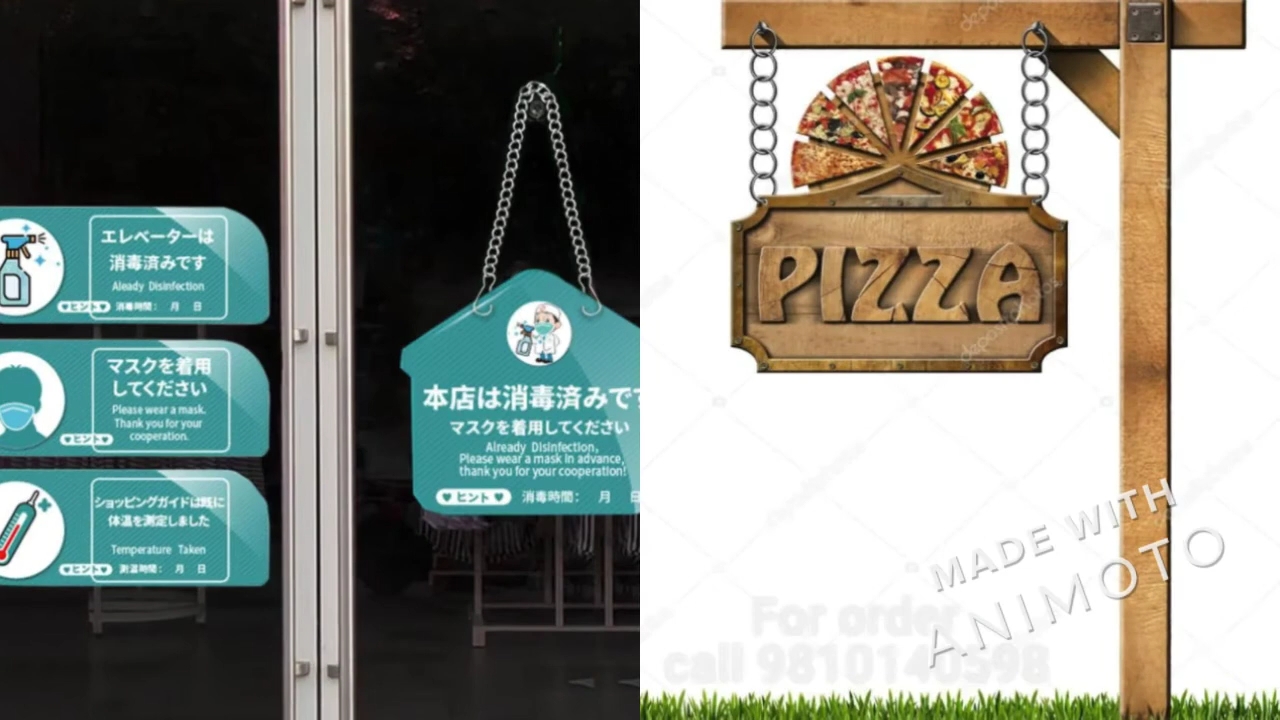 エレベーターは
消毒済みです
Aleady Disinfection
♥ヒント♥ 消毒時間： 月 日
マスクを着用
してください
Please wear a mask.
Thank you for your
cooperation.
♥ヒント♥
ショッピングガイドは既に
体温を測定しました
Temperature Taken
♥ヒント♥ 測温時間： 月 日
本店は消毒済みです
マスクを着用してください
Already Disinfection,
Please wear a mask in advance,
thank you for your cooperation!
♥ヒント♥ 消毒時間： 月 日
PIZZA
depositphotos
MADE WITH
ANIMOTO
For order
call 9810140598